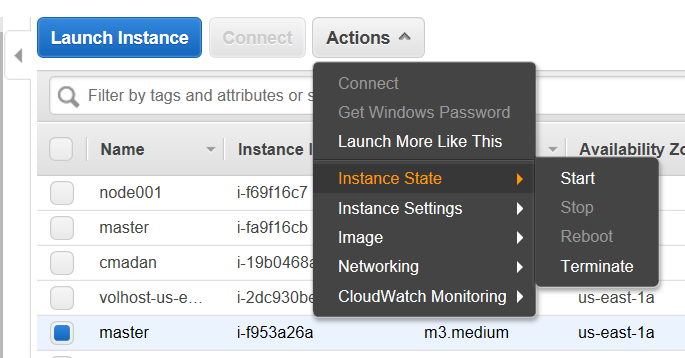 Launch Instance Connect Actions
Connect
Filter by tags and attributes or s
Get Windows Password
Launch More Like This
Name Instance I Availability Zo
Instance State Start
node001 i-f69f16c7
Instance Settings Stop
master i-fa9f16cb
Image Reboot
cmadan i-19b0468a
Networking Terminate
volhost-us-e… i-2dc930be us-east-1a
CloudWatch Monitoring
master i-f953a26a m3.medium us-east-1a